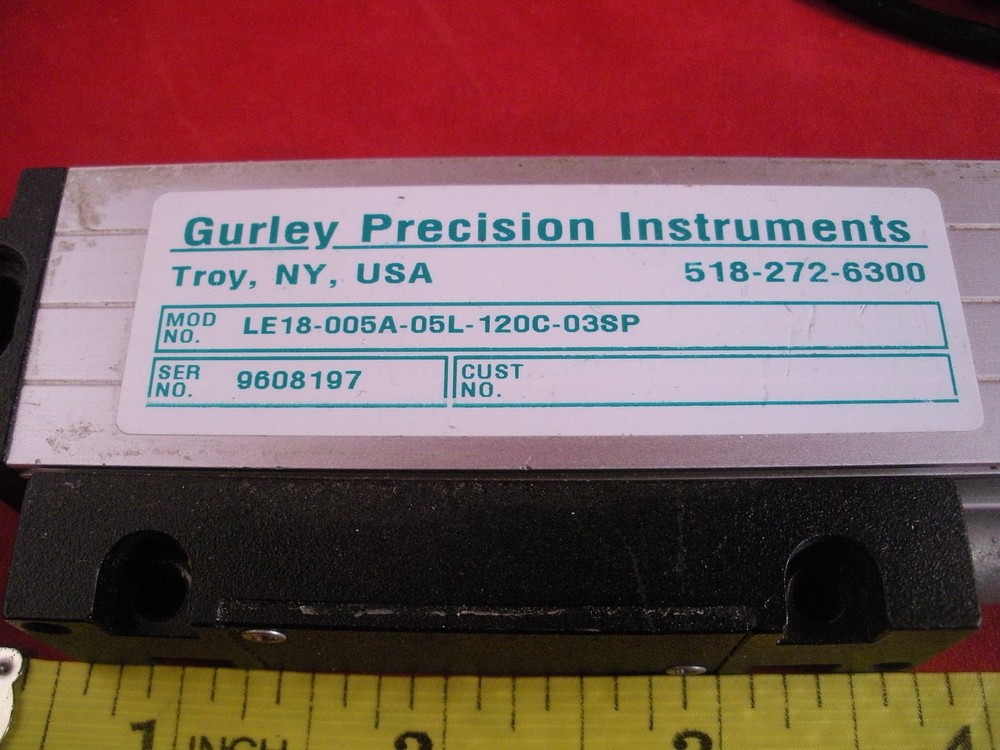 Gurley Precision Instruments
Troy, NY, USA 518-272-6300
MOD NO. LE18-005A-05L-120C-03SP
SER NO. 9608197 CUST NO.
1 INCH 2 3 4